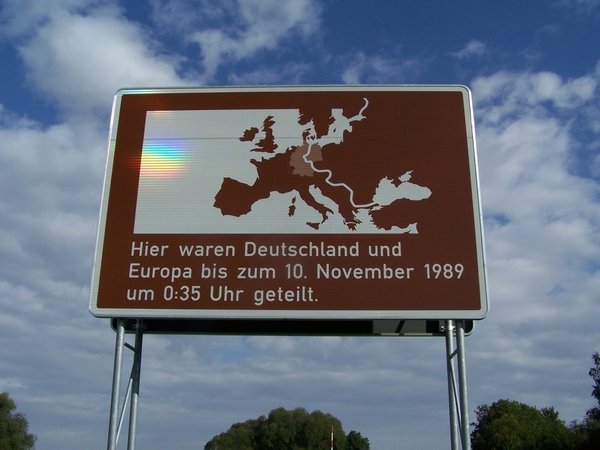 Hier waren Deutschland und
Europa bis zum 10. November 1989
um 0:35 Uhr geteilt.